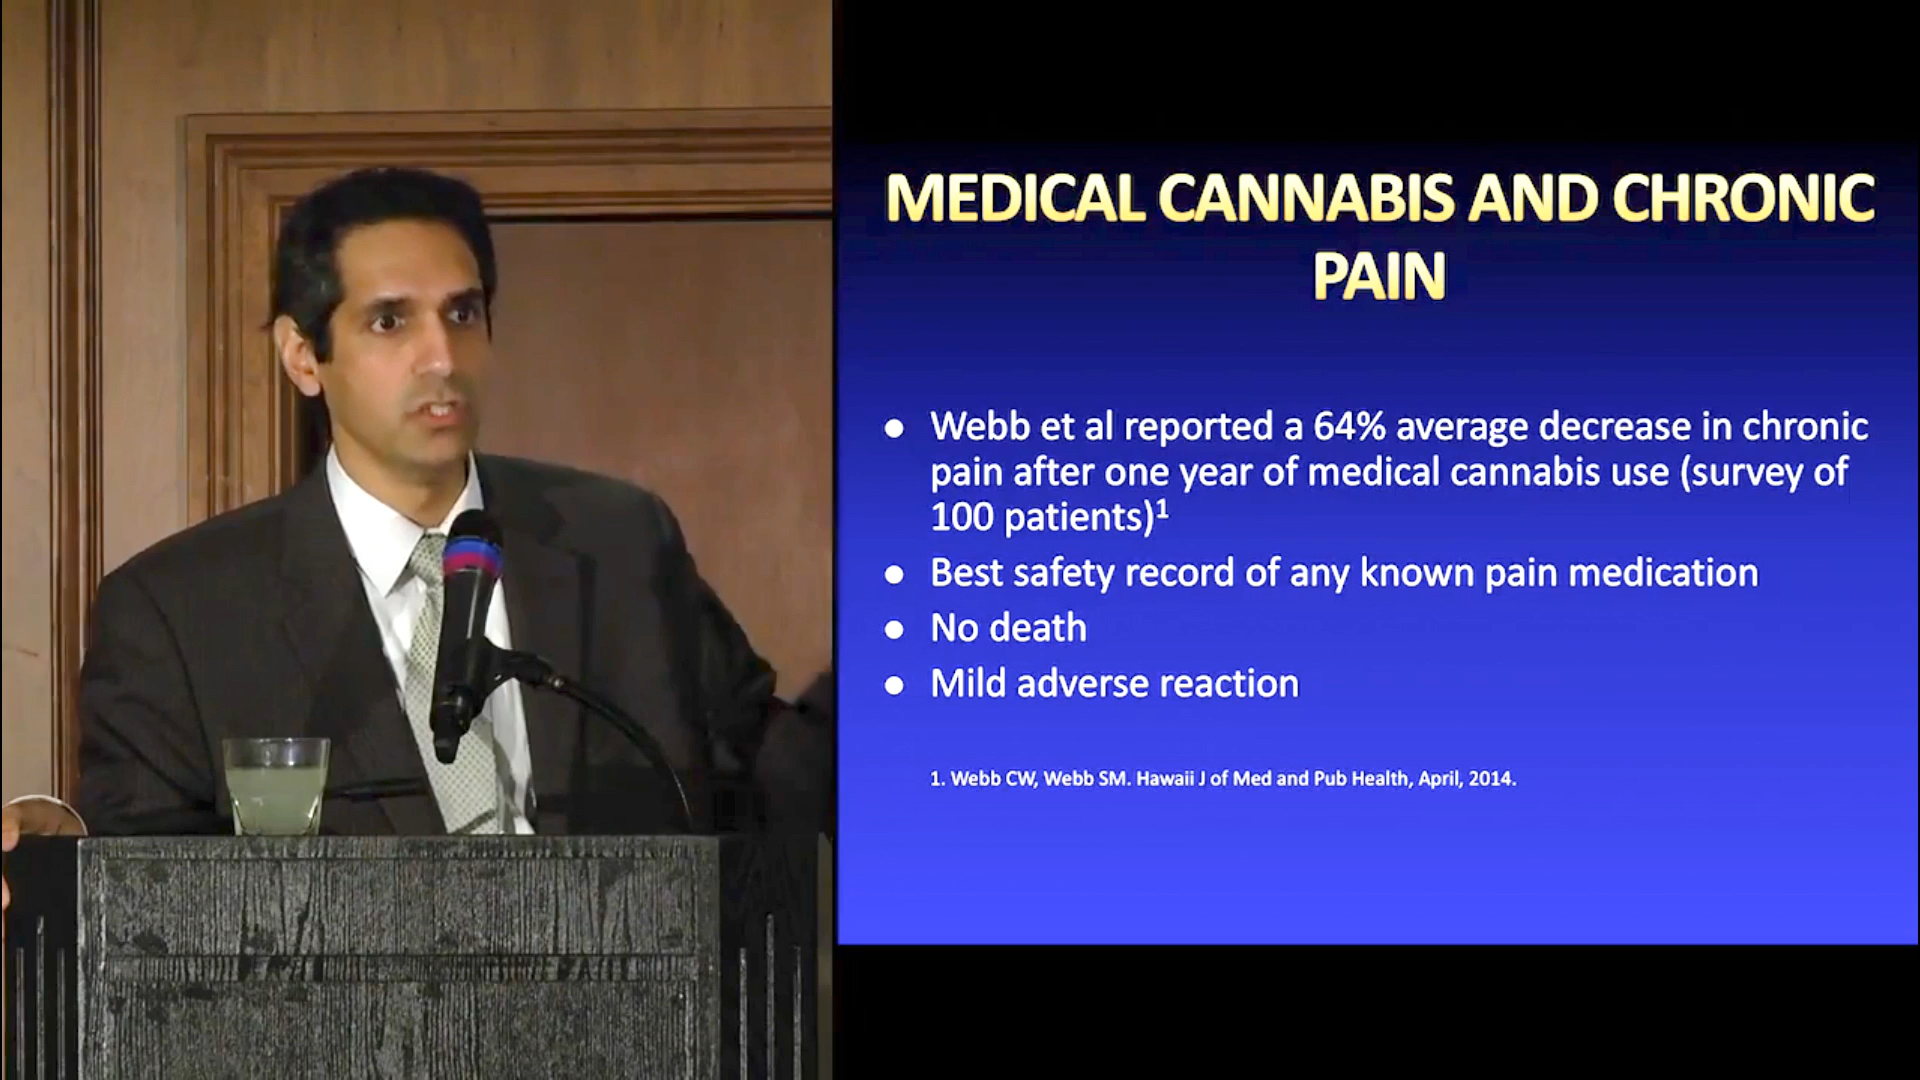 MEDICAL CANNABIS AND CHRONIC
PAIN
● Webb et al reported a 64% average decrease in chronic
pain after one year of medical cannabis use (survey of
100 patients)¹
● Best safety record of any known pain medication
● No death
● Mild adverse reaction
1. Webb CW, Webb SM. Hawaii J of Med and Pub Health, April, 2014.